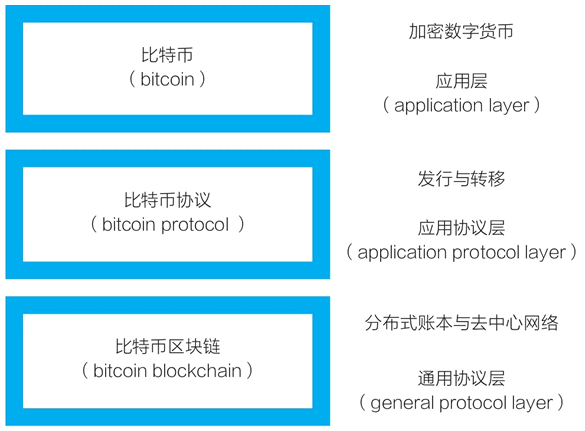 比特币
（bitcoin）
加密数字货币
应用层
（application layer）
比特币协议
（bitcoin protocol ）
发行与转移
应用协议层
（application protocol layer）
比特币区块链
（bitcoin blockchain）
分布式账本与去中心网络
通用协议层
（general protocol layer）